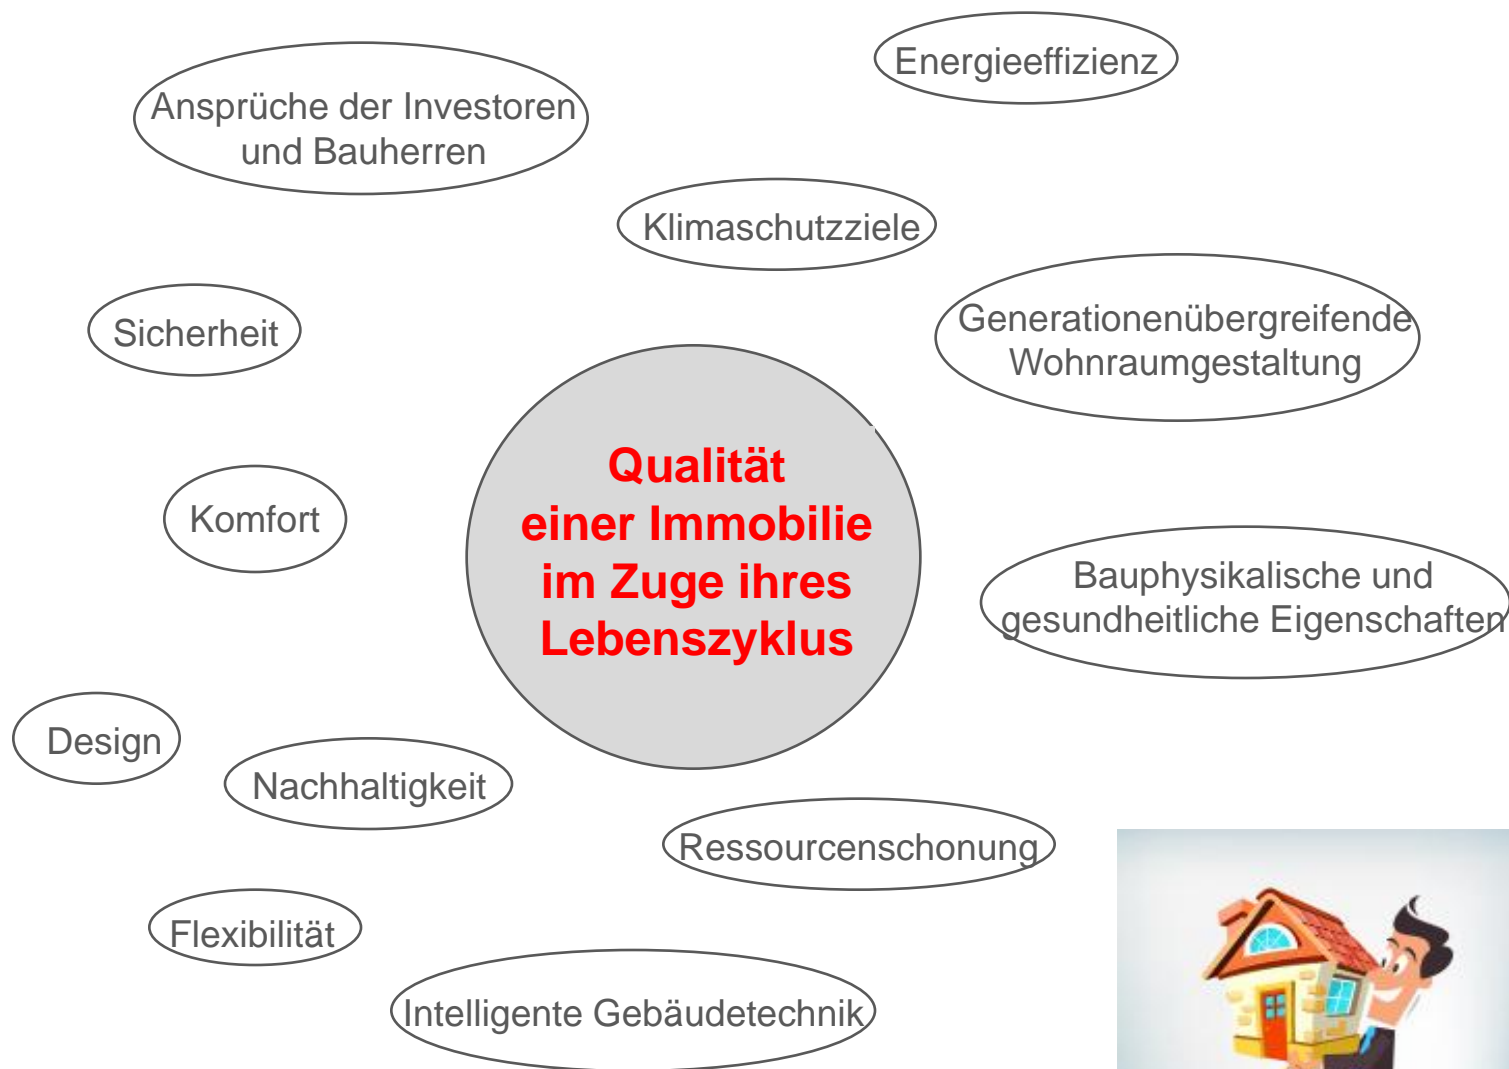 Energieeffizienz
Ansprüche der Investoren
und Bauherren
Klimaschutzziele
Sicherheit
Generationenübergreifende
Wohnraumgestaltung
Qualität
einer Immobilie
im Zuge ihres
Lebenszyklus
Komfort
Bauphysikalische und
gesundheitliche Eigenschaften
Design
Nachhaltigkeit
Ressourcenschonung
Flexibilität
Intelligente Gebäudetechnik